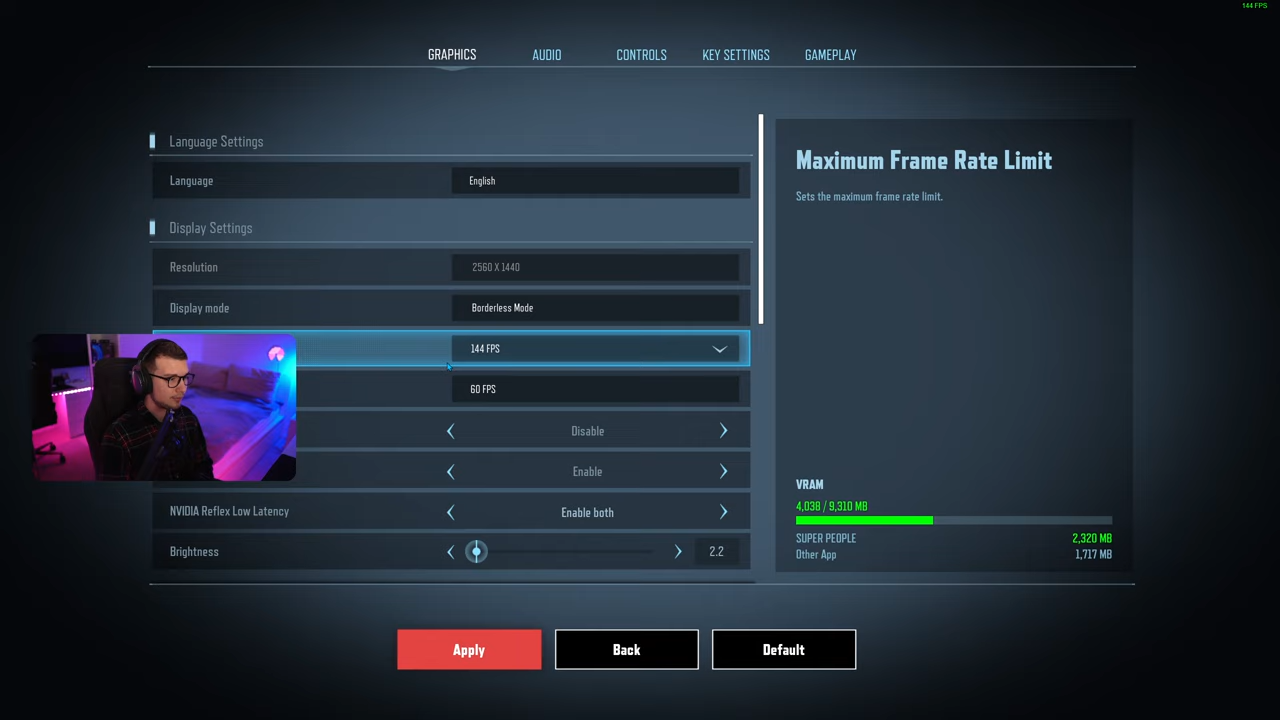 144 FPS
GRAPHICS AUDIO CONTROLS KEY SETTINGS GAMEPLAY
Language Settings
Language English
Display Settings
Resolution 2560 X 1440
Display mode Borderless Mode
144 FPS
60 FPS
Disable
Enable
NVIDIA Reflex Low Latency Enable both
Brightness 2.2
Maximum Frame Rate Limit
Sets the maximum frame rate limit.
VRAM
4,038 / 9,310 MB
SUPER PEOPLE 2,320 MB
Other App 1,717 MB
Apply Back Default